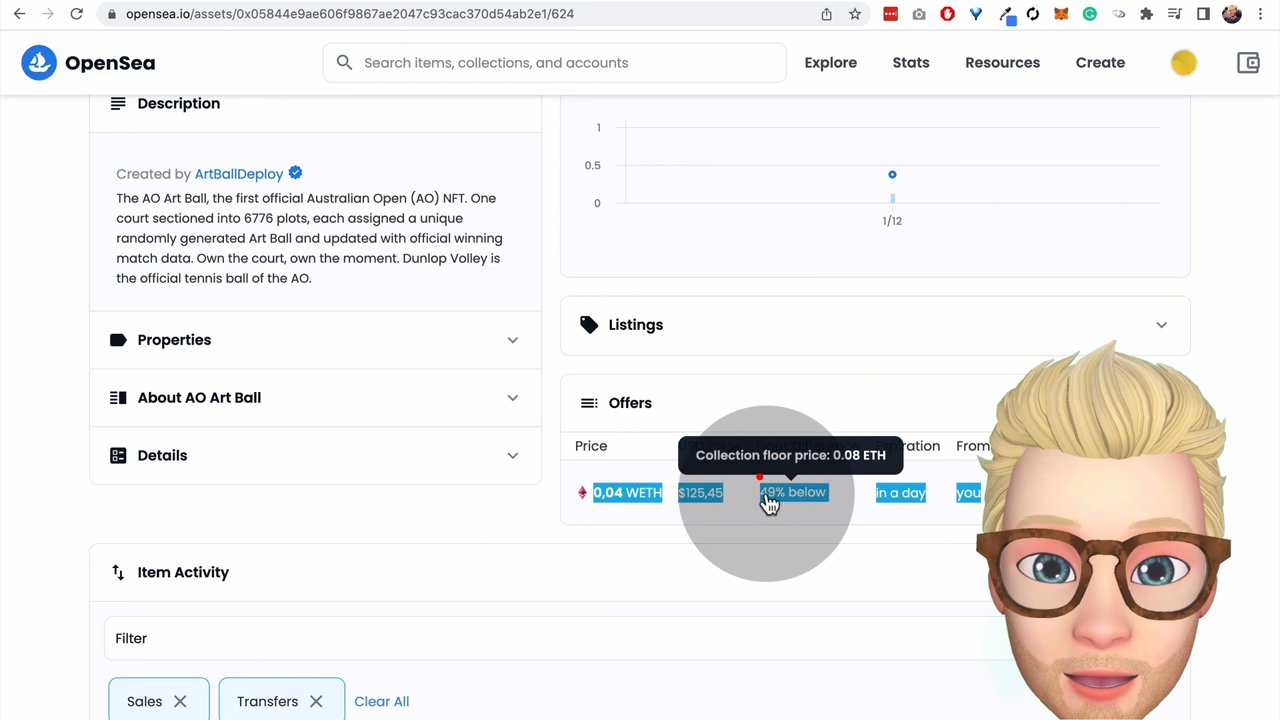 opensea.io/assets/0x05844e9ae606f9867ae2047c93cac370d54ab2e1/624
OpenSea
Search items, collections, and accounts
Explore
Stats
Resources
Create
Description
Created by ArtBallDeploy
The AO Art Ball, the first official Australian Open (AO) NFT. One
court sectioned into 6776 plots, each assigned a unique
randomly generated Art Ball and updated with official winning
match data. Own the court, own the moment. Dunlop Volley is
the official tennis ball of the AO.
Properties
About AO Art Ball
Details
1
0.5
0
1/12
Listings
Offers
Price
From
Collection floor price: 0.08 ETH
0,04 WETH
$125,45
49% below
in a day
you
Item Activity
Filter
Sales
Transfers
Clear All